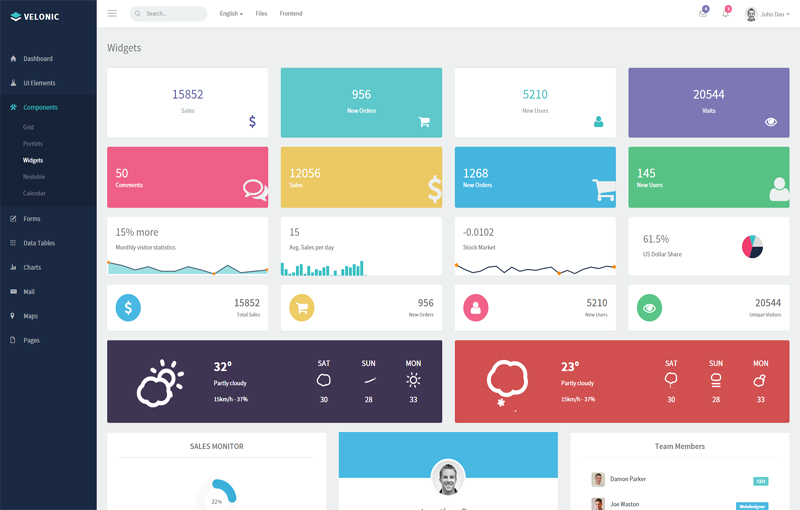 VELONIC
Search...
English
Files
Frontend
4
3
John Deo
Dashboard
UI Elements
Components
Grid
Portlets
Widgets
Nesteble
Calendar
Forms
Data Tables
Charts
Mail
Maps
Pages
Widgets
15852
Sales
$
956
New Orders
5210
New Users
20544
Visits
50
Comments
12056
Sales
$
1268
New Orders
145
New Users
15% more
Monthly visitor statistics
15
Avg. Sales per day
-0.0102
Stock Market
61.5%
US Dollar Share
$
15852
Total Sales
956
New Orders
5210
New Users
20544
Unique Visitors
32°
Partly cloudy
15km/h - 37%
SAT SUN MON
30 28 33
23°
Partly cloudy
15km/h - 37%
SAT SUN MON
30 28 33
SALES MONITOR
22%
Team Members
Damon Parker
CEO
Joe Waston
Webdesigner